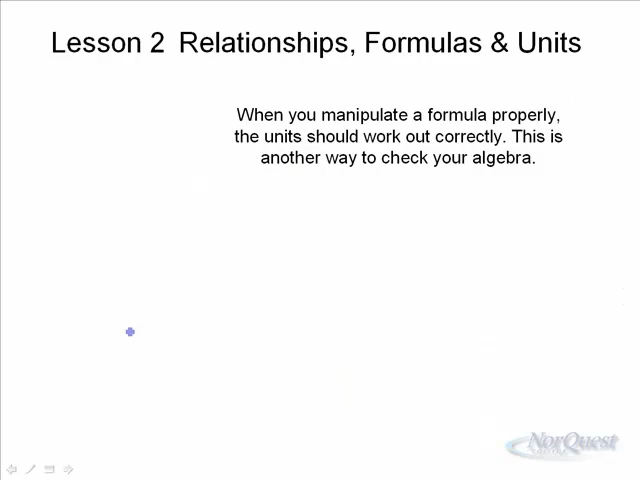 Lesson 2 Relationships, Formulas & Units
When you manipulate a formula properly,
the units should work out correctly. This is
another way to check your algebra.
NorQuest